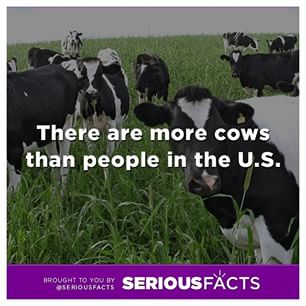 There are more cows
than people in the U.S.
BROUGHT TO YOU BY
@SERIOUSFACTS
SERIOUSFACTS